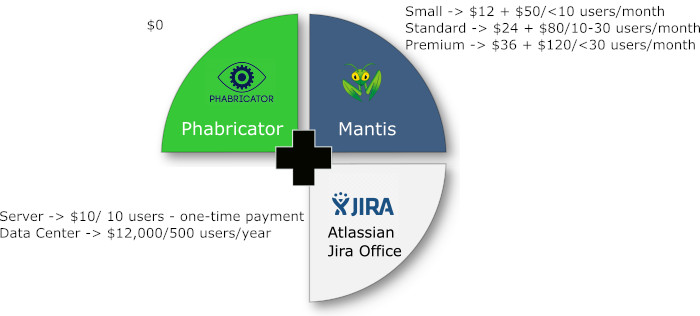 $0
Small -> $12 + $50/<10 users/month
Standard -> $24 + $80/10-30 users/month
Premium -> $36 + $120/<30 users/month
PHABRICATOR
Phabricator
Mantis
JIRA
Atlassian
Jira Office
Server -> $10/ 10 users - one-time payment
Data Center -> $12,000/500 users/year